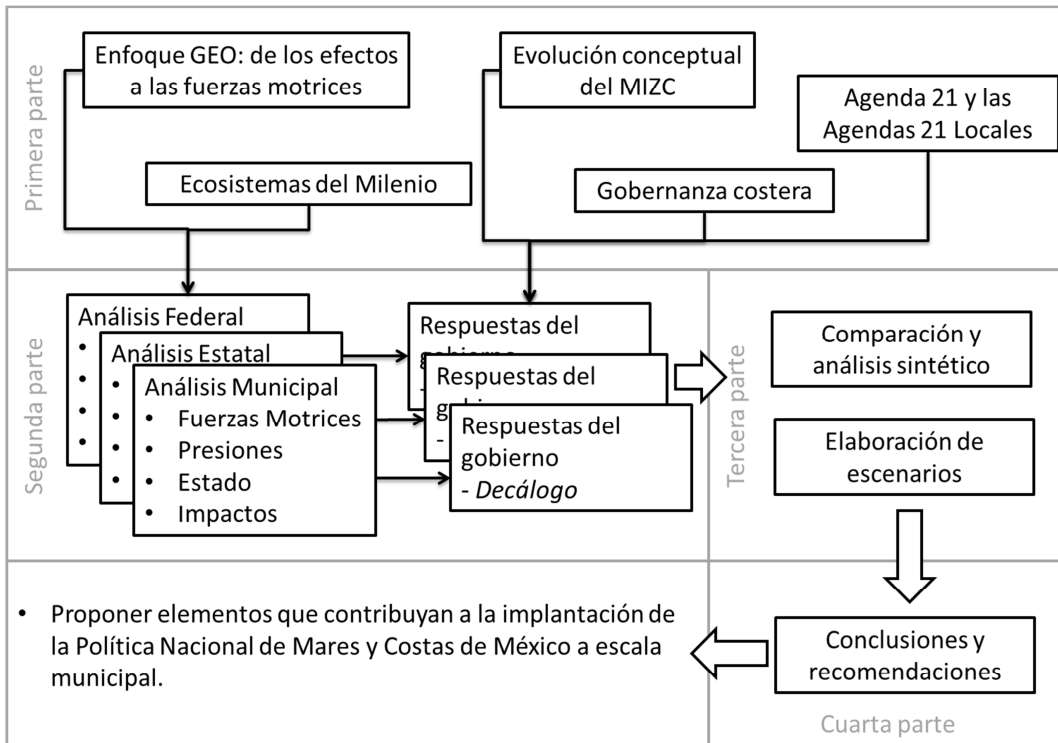 Primera parte
Enfoque GEO: de los efectos
a las fuerzas motrices
Evolución conceptual
del MIZC
Agenda 21 y las
Agendas 21 Locales
Ecosistemas del Milenio
Gobernanza costera
Segunda parte
Análisis Federal
•
•
•
•
Análisis Estatal
•
•
•
•
Análisis Municipal
• Fuerzas Motrices
• Presiones
• Estado
• Impactos
Respuestas del
gobierno
-
Respuestas del
-
Respuestas del
gobierno
- Decálogo
Tercera parte
Comparación y
análisis sintético
Elaboración de
escenarios
• Proponer elementos que contribuyan a la implantación de
la Política Nacional de Mares y Costas de México a escala
municipal.
Conclusiones y
recomendaciones
Cuarta parte